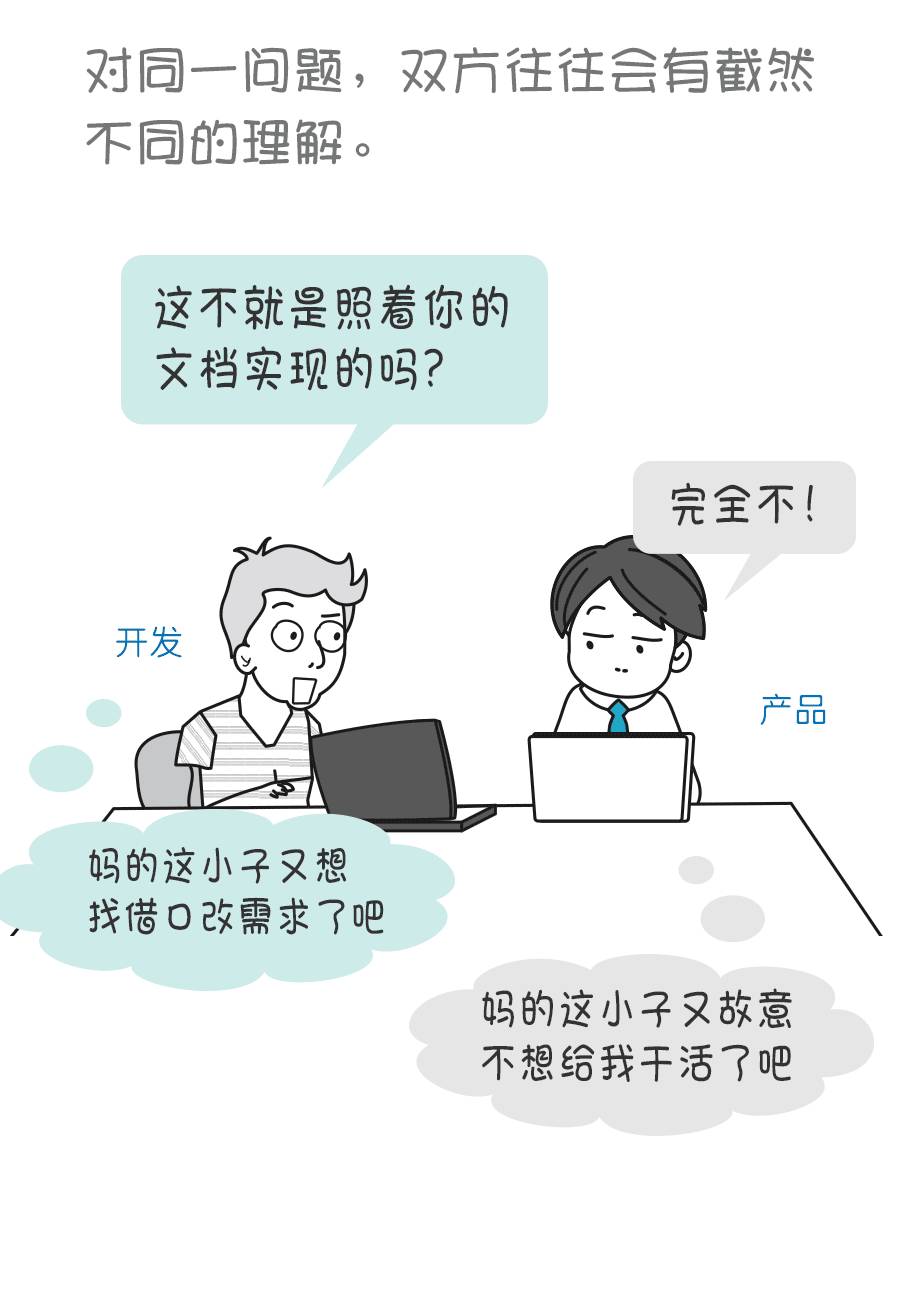 对同一问题，双方往往会有截然
不同的理解。
这不就是照着你的
文档实现的吗？
完全不！
开发
产品
妈的这小子又想
找借口改需求了吧
妈的这小子又故意
不想给我干活了吧